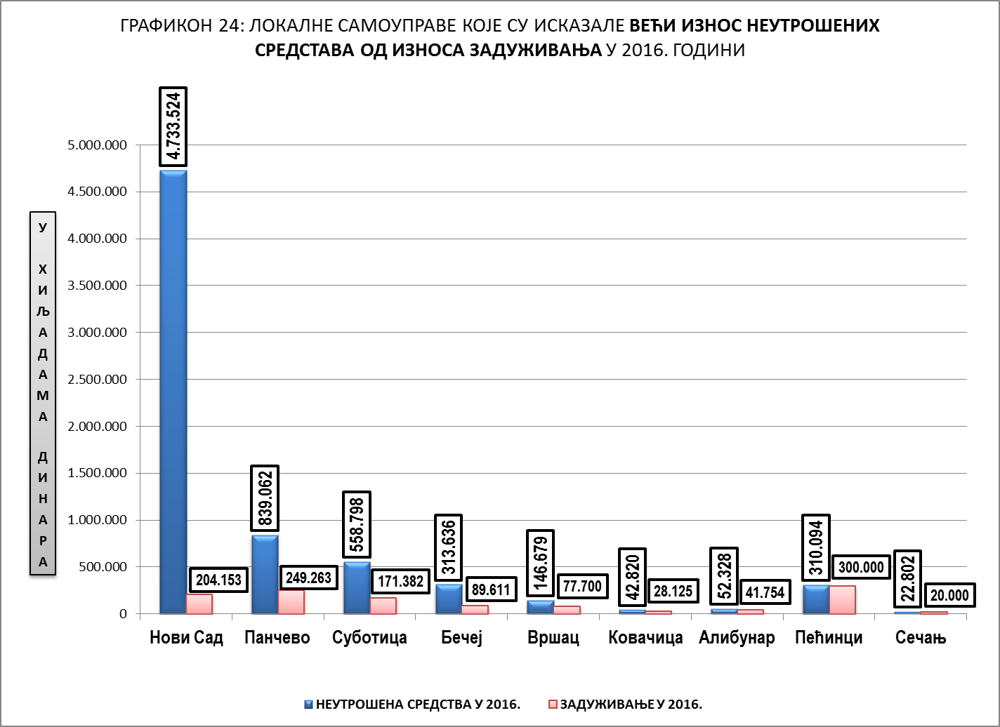 ГРАФИКОН 24: ЛОКАЛНЕ САМОУПРАВЕ КОЈЕ СУ ИСКАЗАЛЕ ВЕЋИ ИЗНОС НЕУТРОШЕНИХ
СРЕДСТАВА ОД ИЗНОСА ЗАДУЖИВАЊА У 2016. ГОДИНИ
У ХИЉАДАМА ДИНАРА
5.000.000
4.500.000
4.000.000
3.500.000
3.000.000
2.500.000
2.000.000
1.500.000
1.000.000
500.000
0
4.733.524
204.153
839.062
249.263
558.798
171.382
313.636
89.611
146.679
77.700
42.820
28.125
52.328
41.754
310.094
300.000
22.802
20.000
Нови Сад
Панчево
Суботица
Бечеј
Вршац
Ковачица
Алибунар
Пећинци
Сечањ
НЕУТРОШЕНА СРЕДСТВА У 2016.
ЗАДУЖИВАЊЕ У 2016.